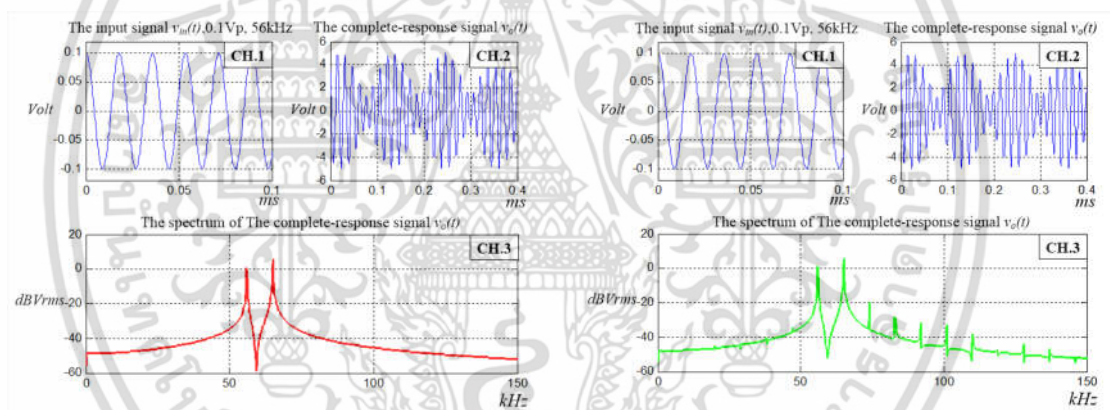 The input signal vin(t),0.1Vp, 56kHz
The complete-response signal vo(t)
CH.1
CH.2
Volt
0.1
0.05
0
-0.05
-0.1
0 0.05 0.1
ms
Volt
6
4
2
0
-2
-4
-6
0 0.1 0.2 0.3 0.4
ms
The spectrum of The complete-response signal vo(t)
CH.3
dBVrms
20
0
-20
-40
-60
0 50 100 150
kHz
The input signal vin(t),0.1Vp, 56kHz
The complete-response signal vo(t)
CH.1
CH.2
Volt
0.1
0.05
0
-0.05
-0.1
0 0.05 0.1
ms
Volt
6
4
2
0
-2
-4
-6
0 0.1 0.2 0.3 0.4
ms
The spectrum of The complete-response signal vo(t)
CH.3
dBVrms
20
0
-20
-40
-60
0 50 100 150
kHz